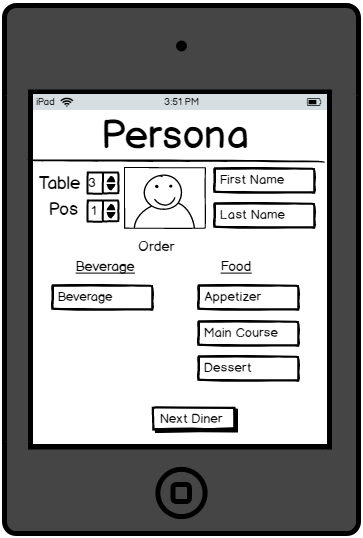 iPad 3:51 PM
Persona
Table 3
Pos 1
First Name
Last Name
Order
Beverage Food
Beverage Appetizer
Main Course
Dessert
Next Diner